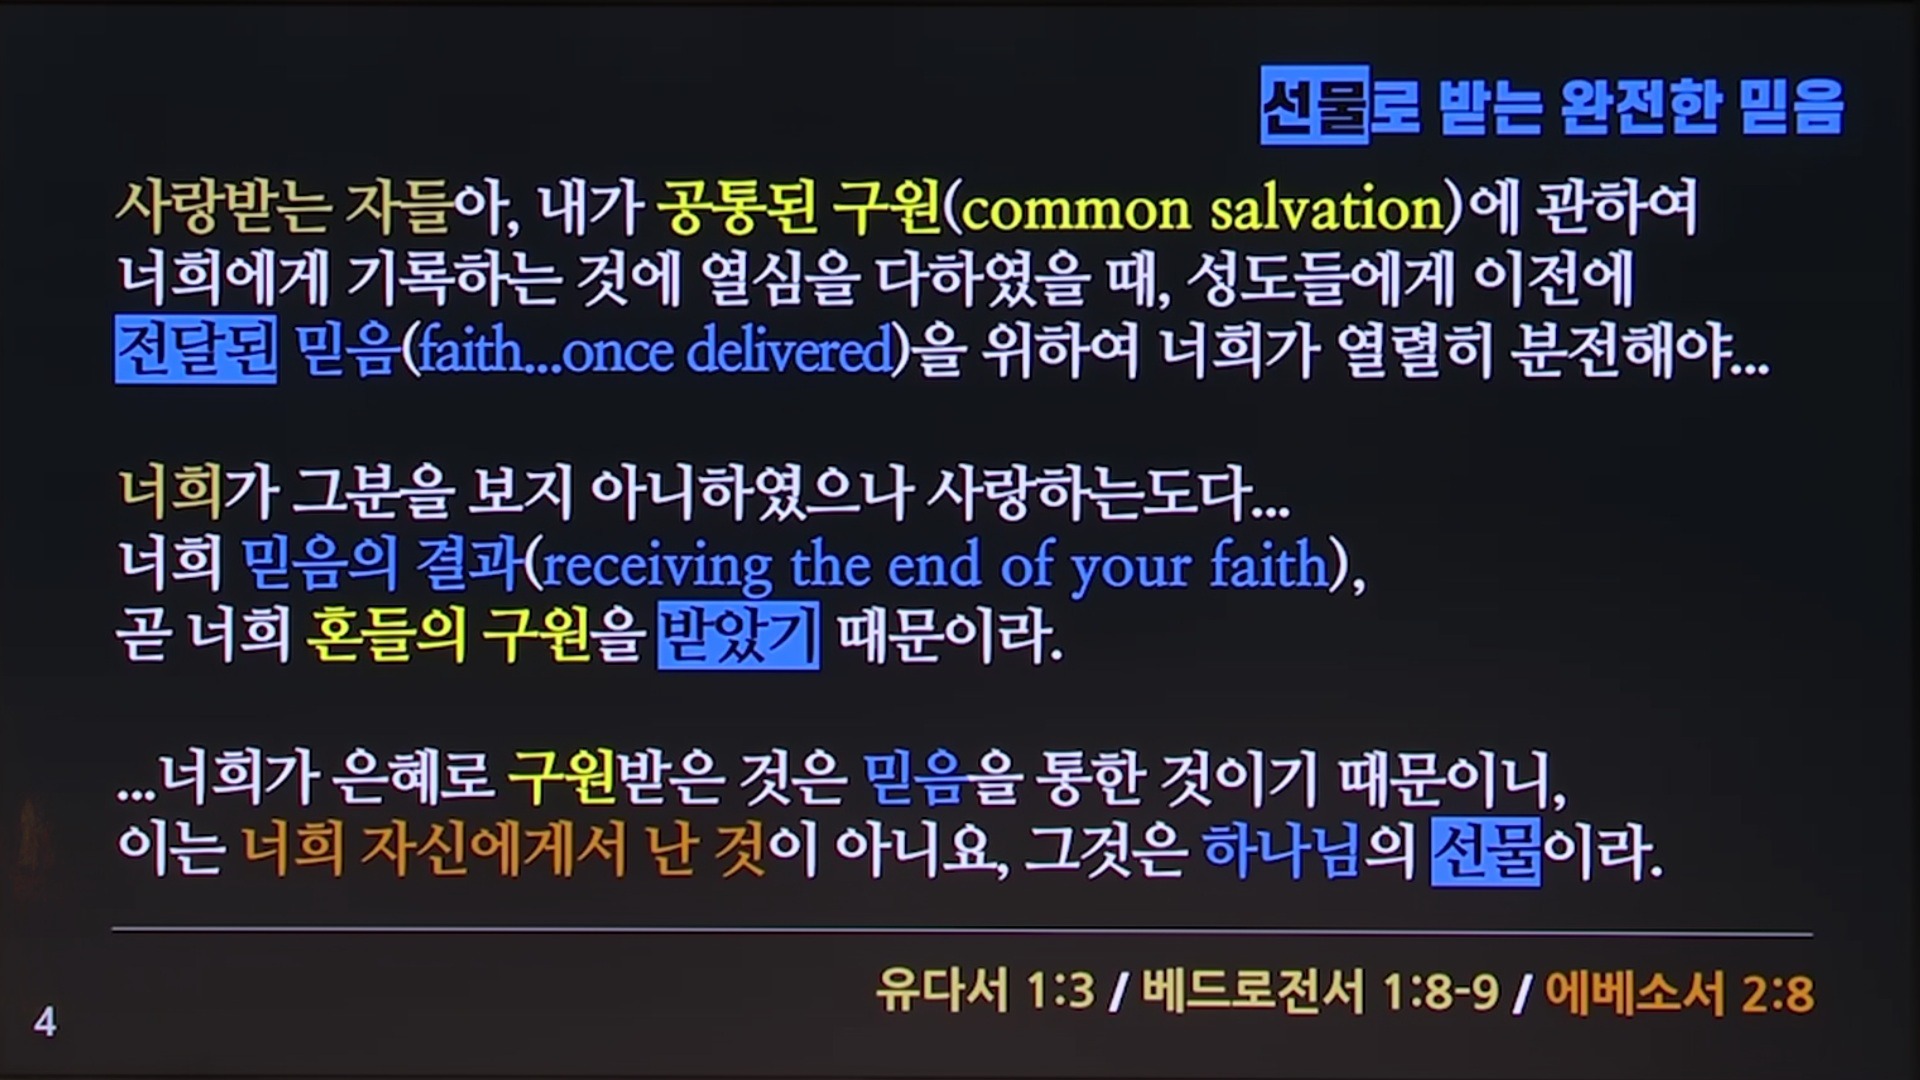 선물로 받는 완전한 믿음
사랑받는 자들아, 내가 공통된 구원(common salvation)에 관하여
너희에게 기록하는 것에 열심을 다하였을 때, 성도들에게 이전에
전달된 믿음(faith...once delivered)을 위하여 너희가 열렬히 분전해야...
너희가 그분을 보지 아니하였으나 사랑하는도다...
너희 믿음의 결과(receiving the end of your faith),
곧 너희 혼들의 구원을 받았기 때문이라.
...너희가 은혜로 구원받은 것은 믿음을 통한 것이기 때문이니,
이는 너희 자신에게서 난 것이 아니요, 그것은 하나님의 선물이라.
유다서 1:3 / 베드로전서 1:8-9 / 에베소서 2:8
4